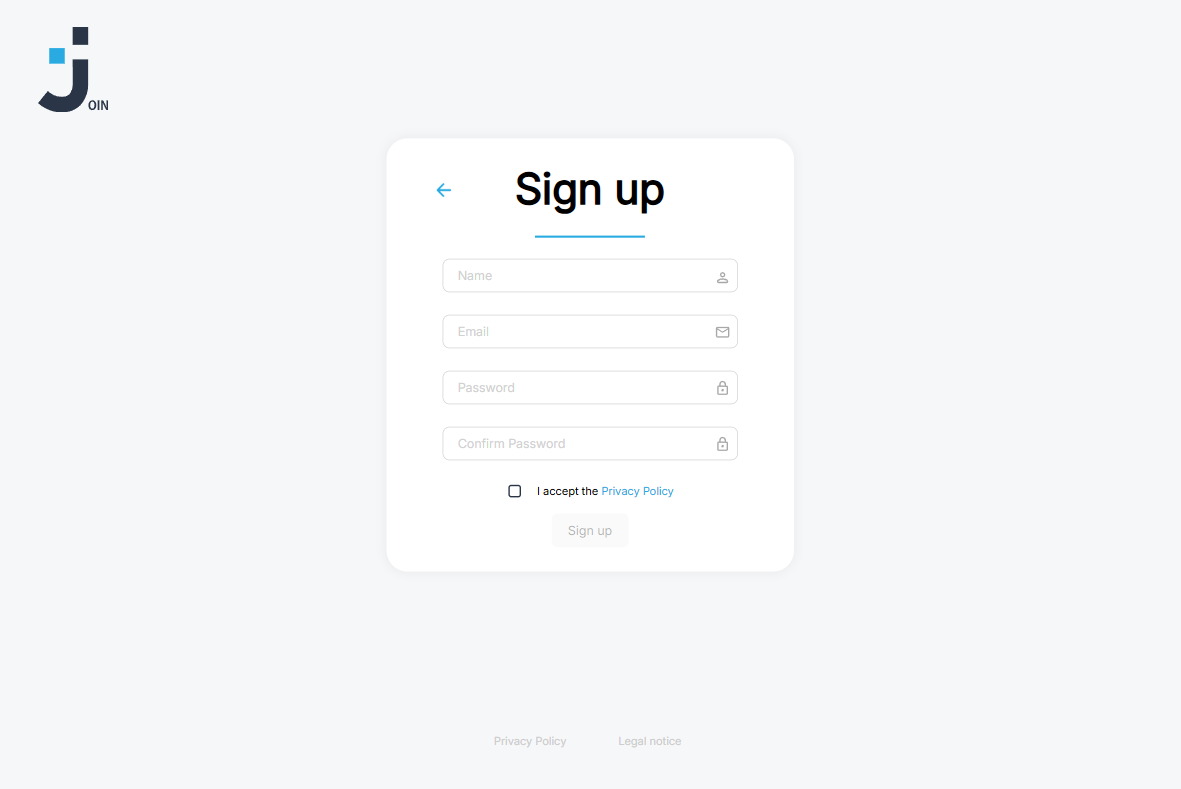 JOIN
Sign up
Name
Email
Password
Confirm Password
I accept the Privacy Policy
Sign up
Privacy Policy Legal notice